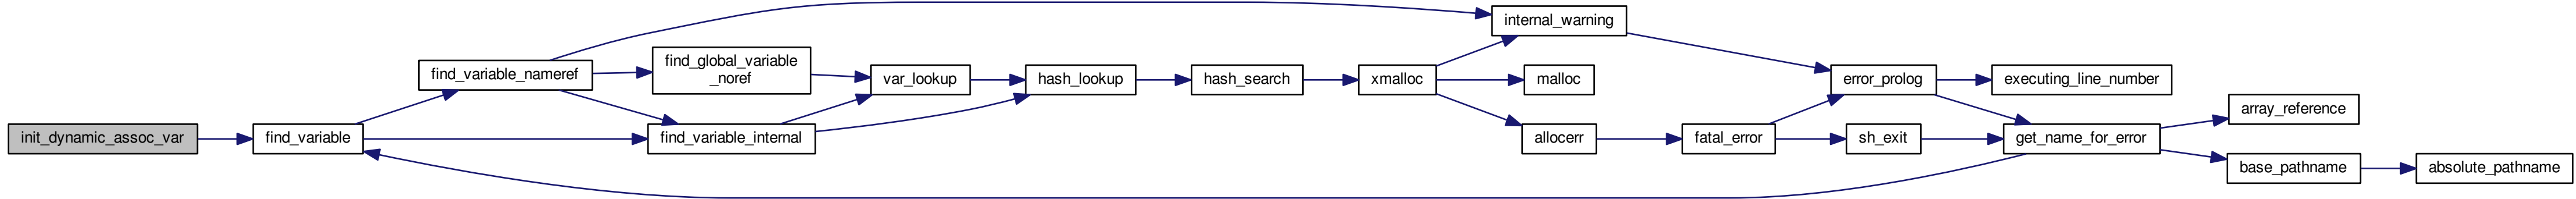 internal_warning
find_variable_nameref
find_global_variable
_noref
var_lookup
hash_lookup
hash_search
xmalloc
malloc
error_prolog
executing_line_number
array_reference
init_dynamic_assoc_var
find_variable
find_variable_internal
allocerr
fatal_error
sh_exit
get_name_for_error
base_pathname
absolute_pathname